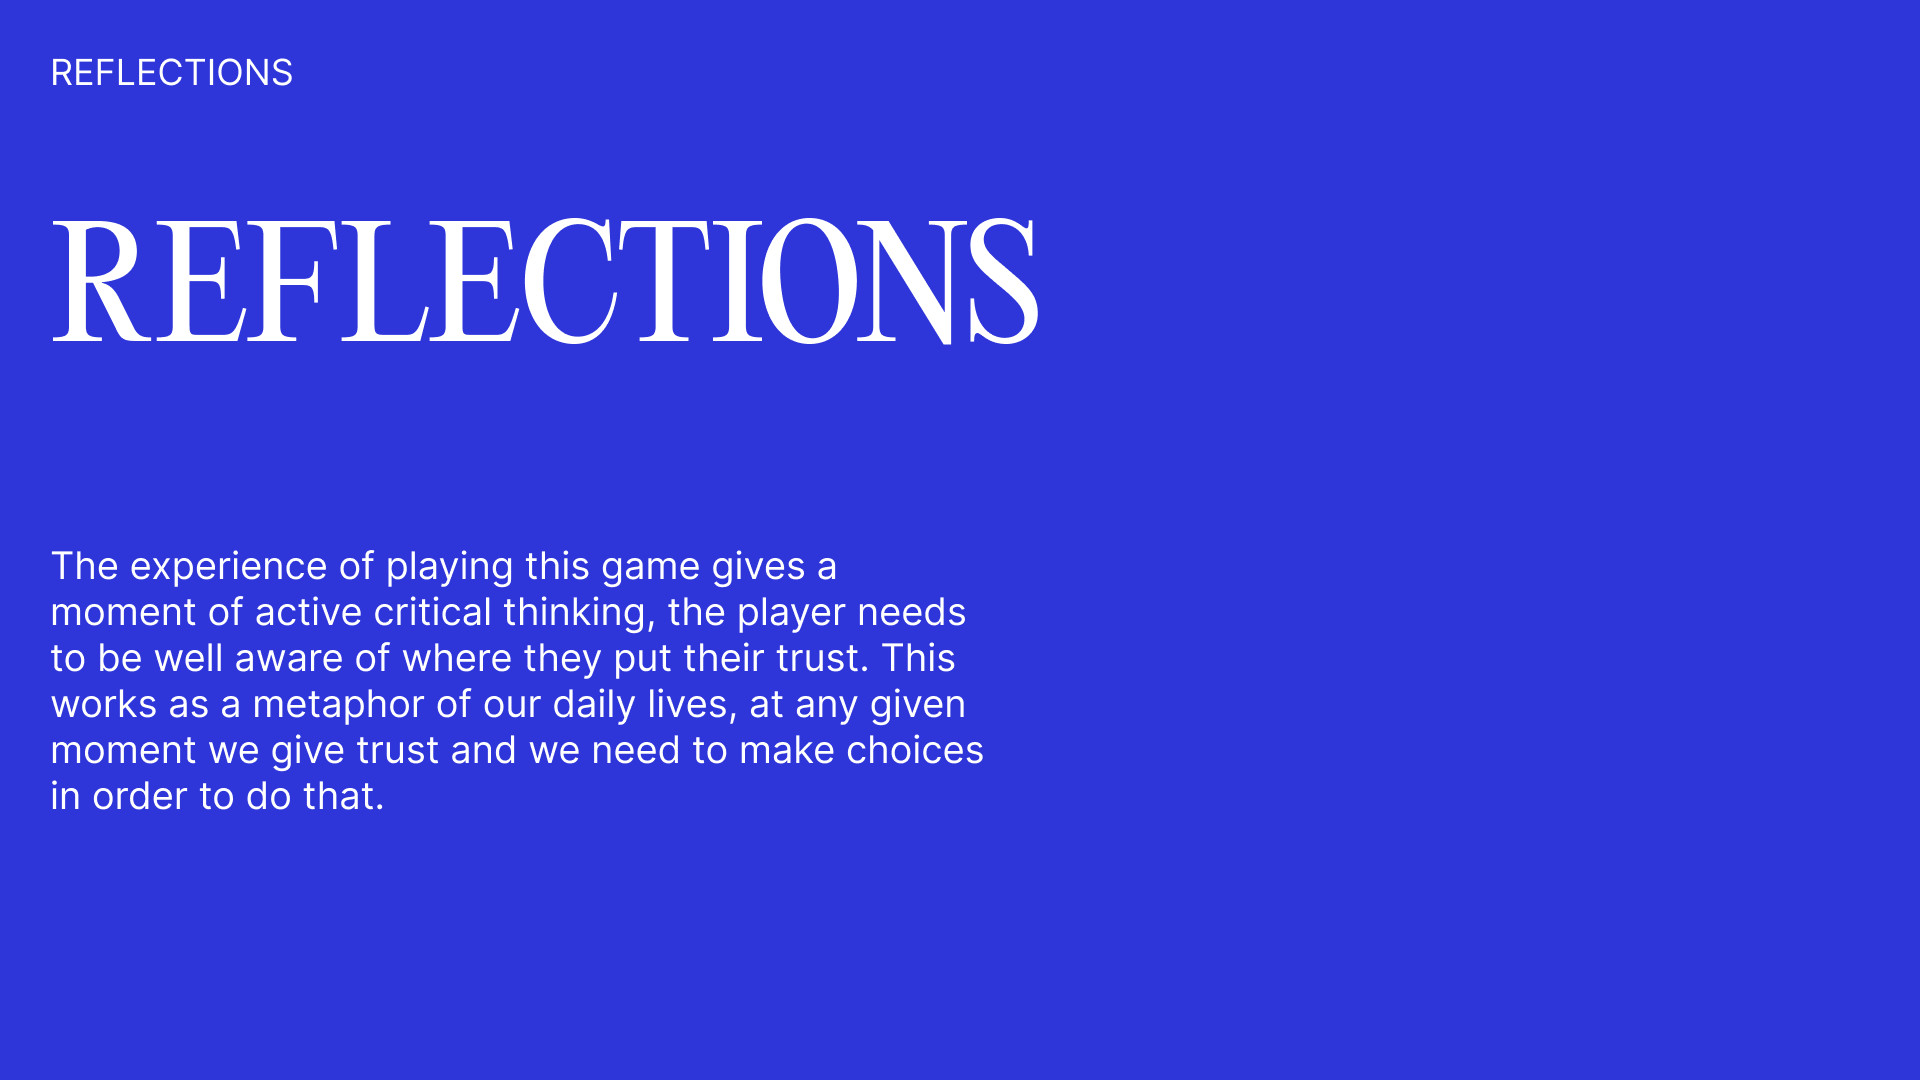 REFLECTIONS
REFLECTIONS
The experience of playing this game gives a
moment of active critical thinking, the player needs
to be well aware of where they put their trust. This
works as a metaphor of our daily lives, at any given
moment we give trust and we need to make choices
in order to do that.